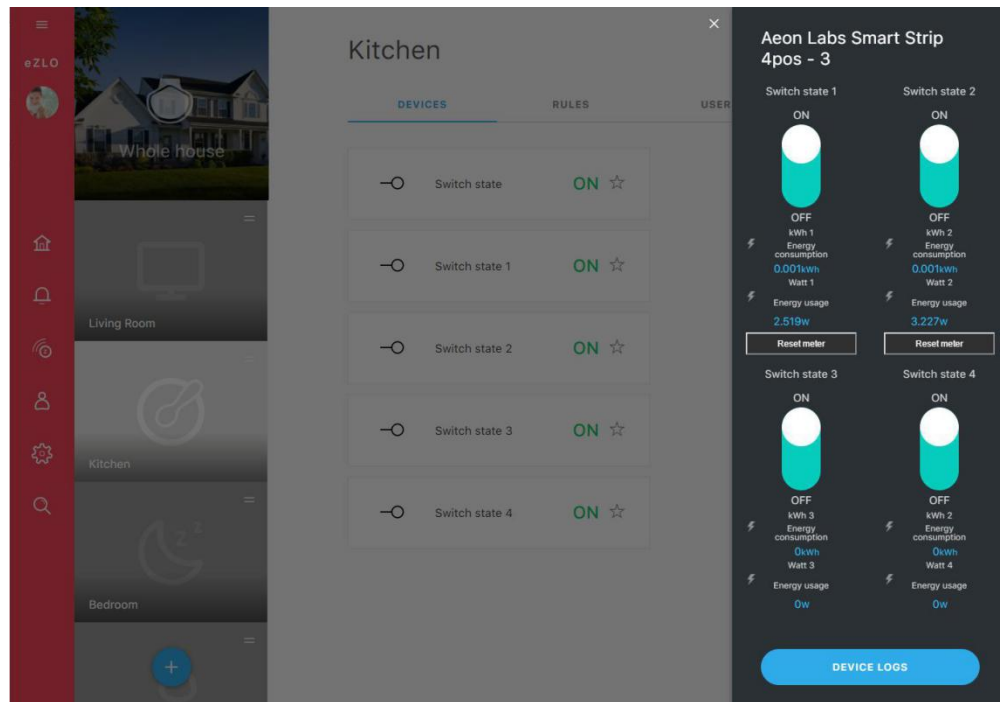 eZLO
Whole house
Living Room
Kitchen
Bedroom
Kitchen
DEVICES RULES USER
Switch state ON
Switch state 1 ON
Switch state 2 ON
Switch state 3 ON
Switch state 4 ON
Aeon Labs Smart Strip
4pos - 3
Switch state 1
ON
OFF
kWh 1
Energy
consumption
0.001kWh
Watt 1
Energy usage
2.519w
Reset meter
Switch state 2
ON
OFF
kWh 2
Energy
consumption
0.001kWh
Watt 2
Energy usage
3.227w
Reset meter
Switch state 3
ON
OFF
kWh 3
Energy
consumption
0kWh
Watt 3
Energy usage
0w
Switch state 4
ON
OFF
kWh 2
Energy
consumption
0kWh
Watt 4
Energy usage
0w
DEVICE LOGS